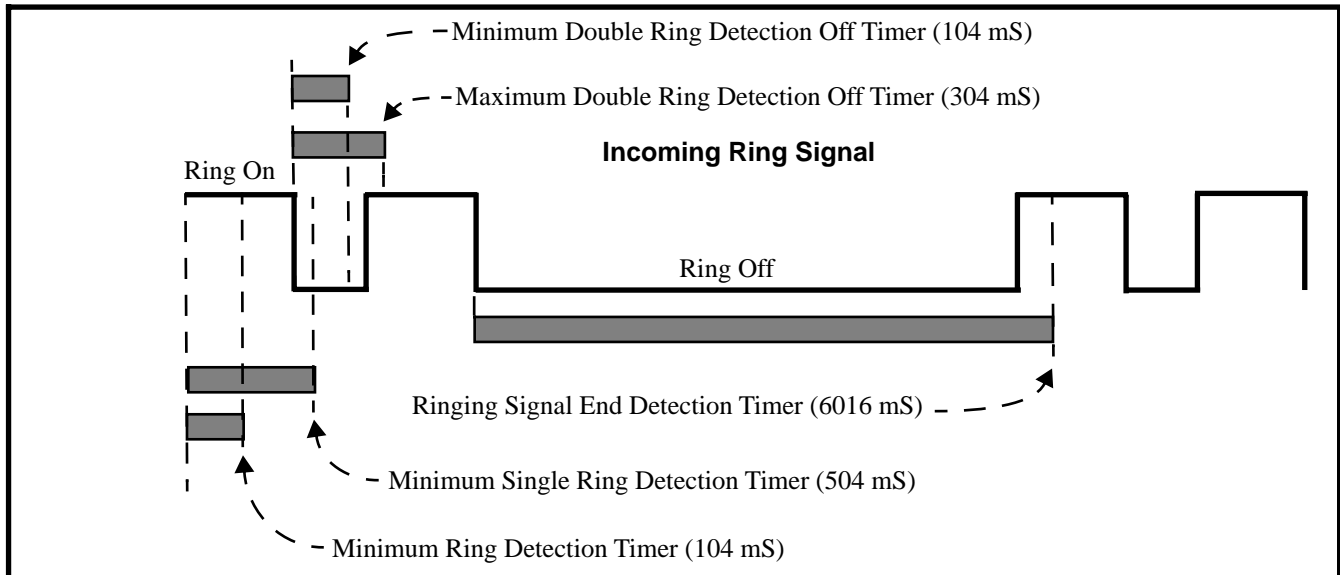 Minimum Double Ring Detection Off Timer (104 mS)
Maximum Double Ring Detection Off Timer (304 mS)
Incoming Ring Signal
Ring On
Ring Off
Ringing Signal End Detection Timer (6016 mS)
Minimum Single Ring Detection Timer (504 mS)
Minimum Ring Detection Timer (104 mS)